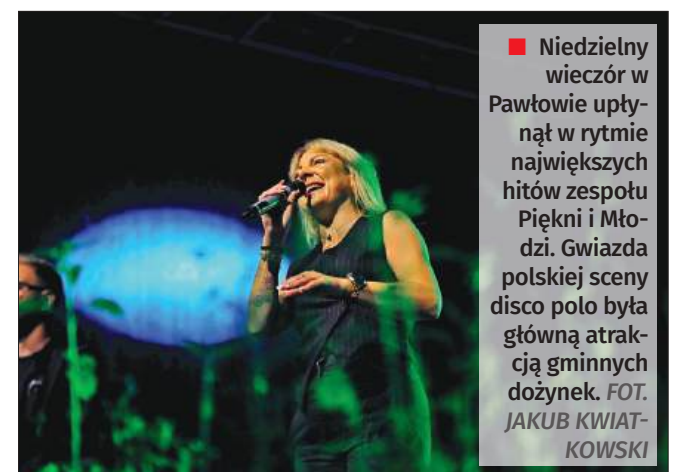 ■ Niedzielny
wieczór w
Pawłowie upły-
nął w rytmie
największych
hitów zespołu
Piękni i Mło-
dzi. Gwiazda
polskiej sceny
disco polo była
główną atrak-
cją gminnych
dożynek. FOT.
JAKUB KWIAT-
KOWSKI